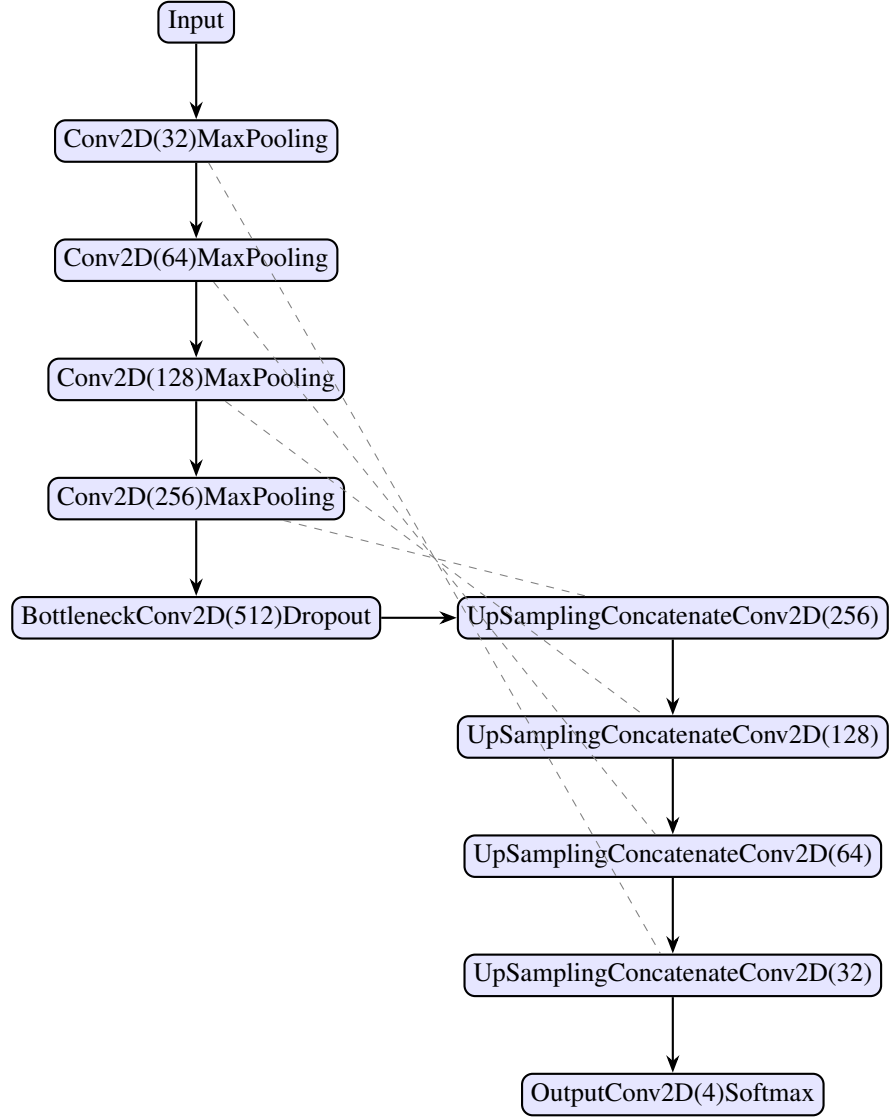 Input
Conv2D(32)MaxPooling
Conv2D(64)MaxPooling
Conv2D(128)MaxPooling
Conv2D(256)MaxPooling
BottleneckConv2D(512)Dropout
UpSamplingConcatenateConv2D(256)
UpSamplingConcatenateConv2D(128)
UpSamplingConcatenateConv2D(64)
UpSamplingConcatenateConv2D(32)
OutputConv2D(4)Softmax